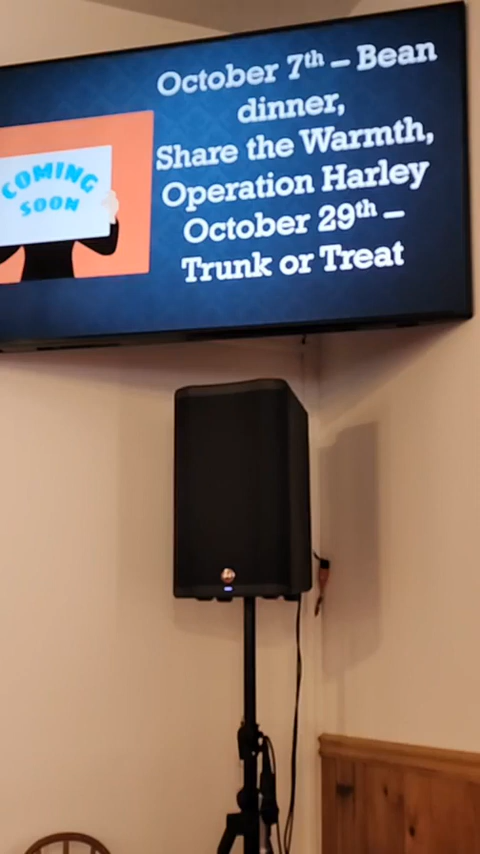 October 7th – Bean
dinner,
Share the Warmth,
Operation Harley
October 29th –
Trunk or Treat
COMING
SOON